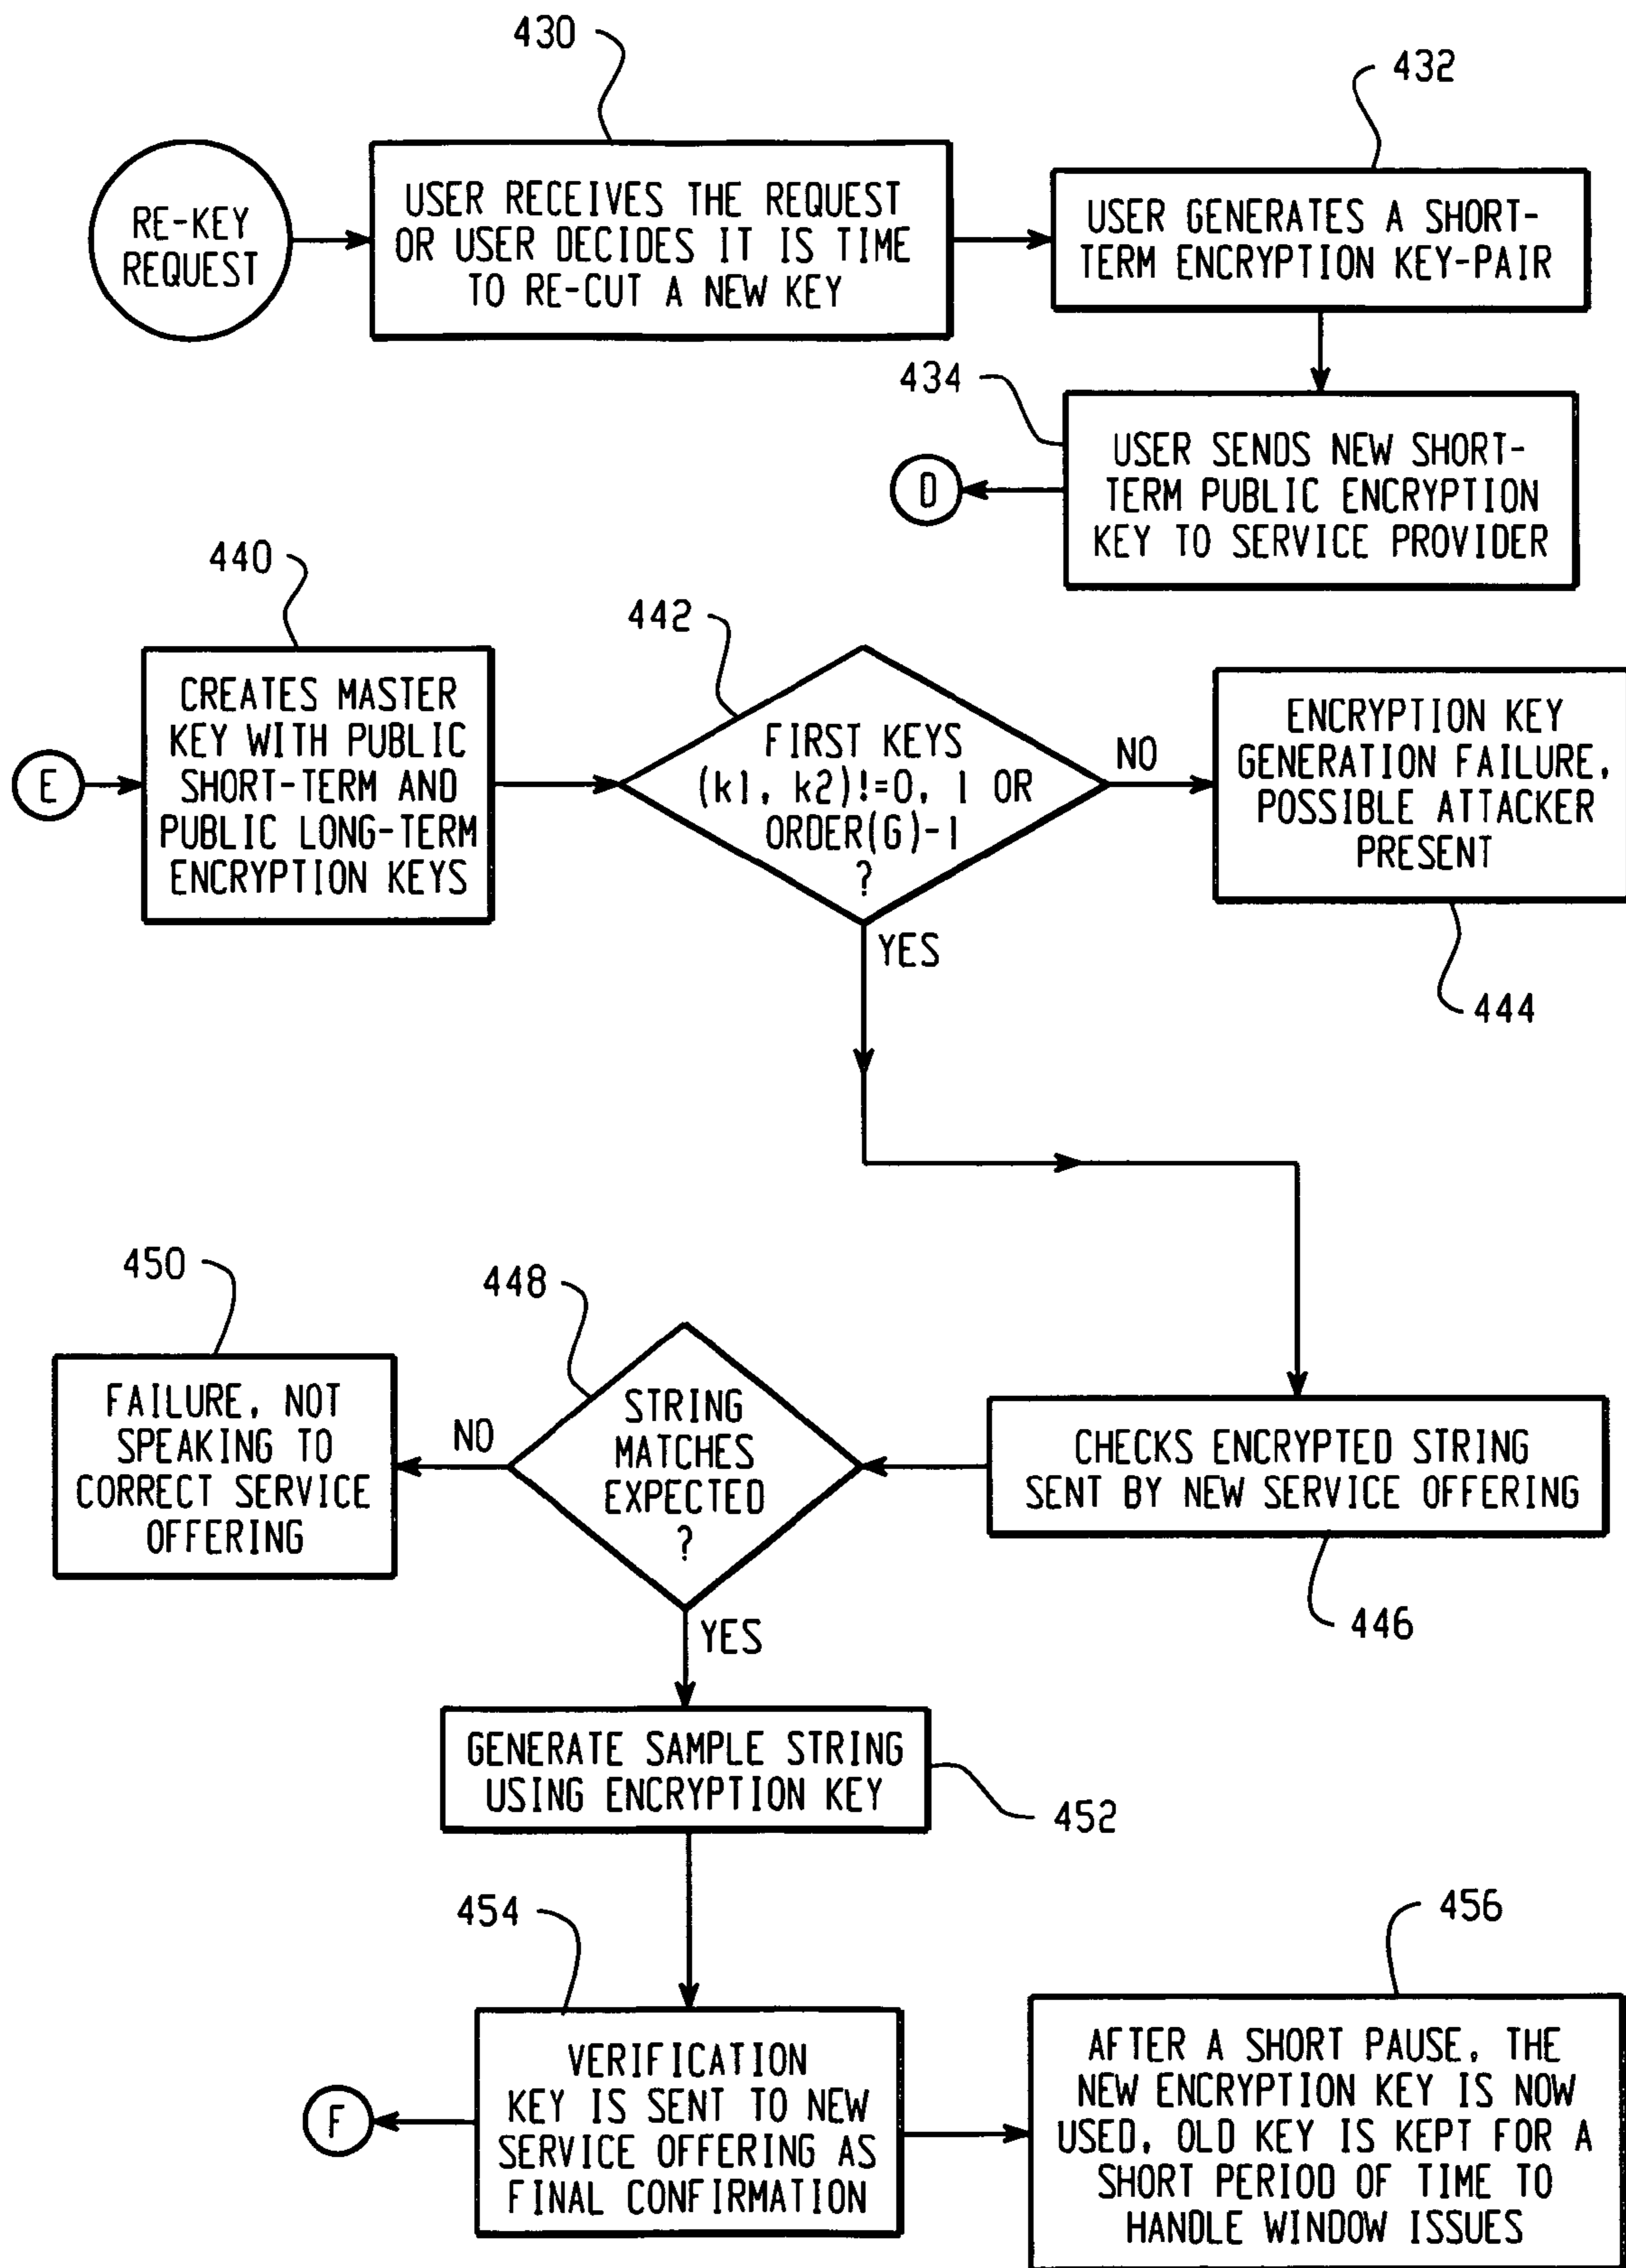 430
432
RE-KEY
REQUEST
USER RECEIVES THE REQUEST
OR USER DECIDES IT IS TIME
TO RE-CUT A NEW KEY
USER GENERATES A SHORT-
TERM ENCRYPTION KEY-PAIR
434
USER SENDS NEW SHORT-
TERM PUBLIC ENCRYPTION
KEY TO SERVICE PROVIDER
D
440
442
E
CREATES MASTER
KEY WITH PUBLIC
SHORT-TERM AND
PUBLIC LONG-TERM
ENCRYPTION KEYS
FIRST KEYS
(k1, k2)!=0, 1 OR
ORDER(G)-1
?
NO
ENCRYPTION KEY
GENERATION FAILURE,
POSSIBLE ATTACKER
PRESENT
YES
444
450
448
FAILURE, NOT
SPEAKING TO
CORRECT SERVICE
OFFERING
NO
STRING
MATCHES
EXPECTED
?
CHECKS ENCRYPTED STRING
SENT BY NEW SERVICE OFFERING
446
YES
GENERATE SAMPLE STRING
USING ENCRYPTION KEY
452
454
456
F
VERIFICATION
KEY IS SENT TO NEW
SERVICE OFFERING AS
FINAL CONFIRMATION
AFTER A SHORT PAUSE, THE
NEW ENCRYPTION KEY IS NOW
USED, OLD KEY IS KEPT FOR A
SHORT PERIOD OF TIME TO
HANDLE WINDOW ISSUES